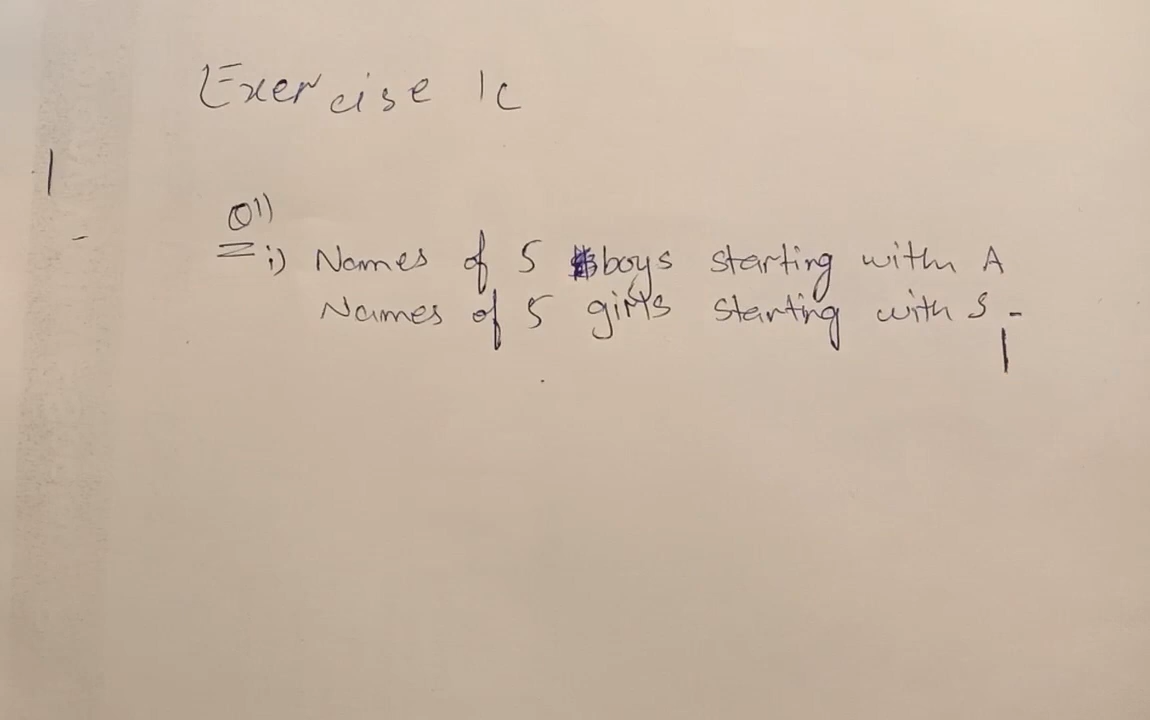 Exercise 1c
Q1)
i) Names of 5 boys starting with A
Names of 5 girls starting with S